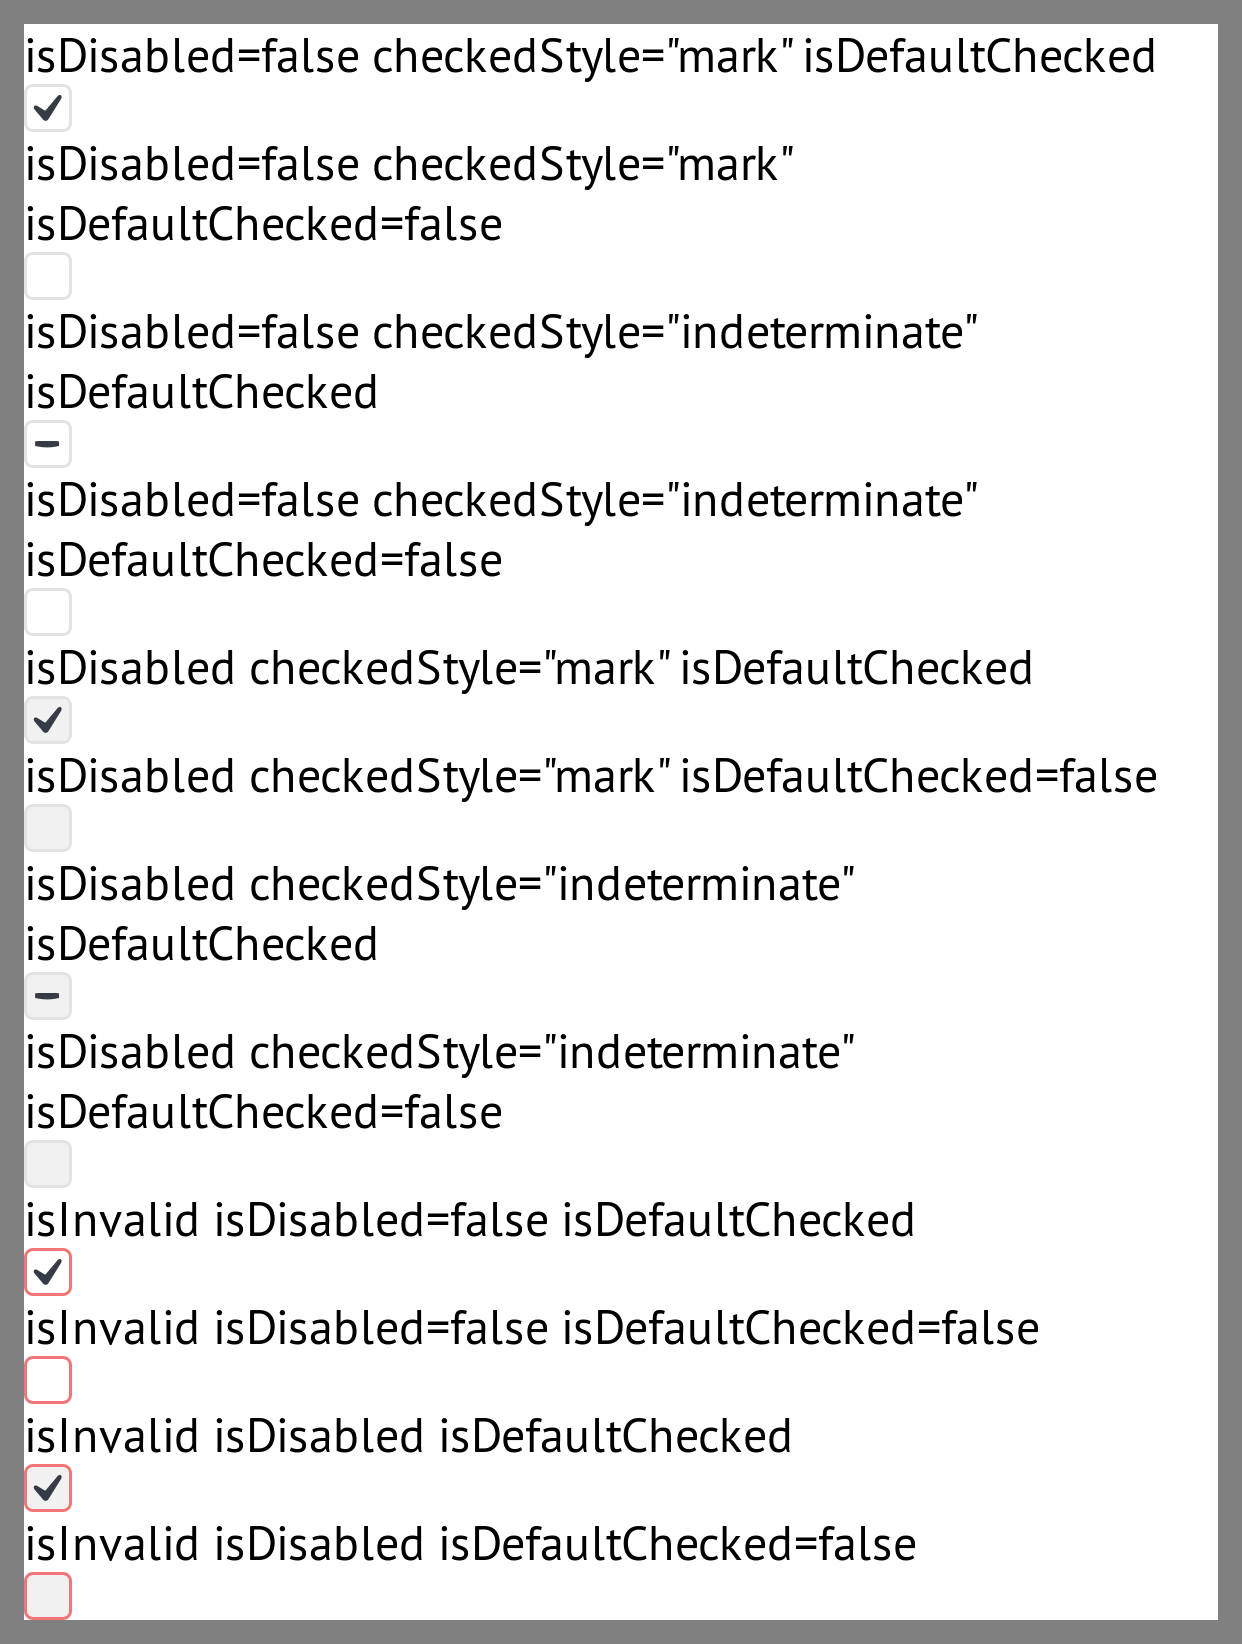 isDisabled=false checkedStyle="mark" isDefaultChecked
isDisabled=false checkedStyle="mark"
isDefaultChecked=false
isDisabled=false checkedStyle="indeterminate"
isDefaultChecked
isDisabled=false checkedStyle="indeterminate"
isDefaultChecked=false
isDisabled checkedStyle="mark" isDefaultChecked
isDisabled checkedStyle="mark" isDefaultChecked=false
isDisabled checkedStyle="indeterminate"
isDefaultChecked
isDisabled checkedStyle="indeterminate"
isDefaultChecked=false
isInvalid isDisabled=false isDefaultChecked
isInvalid isDisabled=false isDefaultChecked=false
isInvalid isDisabled isDefaultChecked
isInvalid isDisabled isDefaultChecked=false